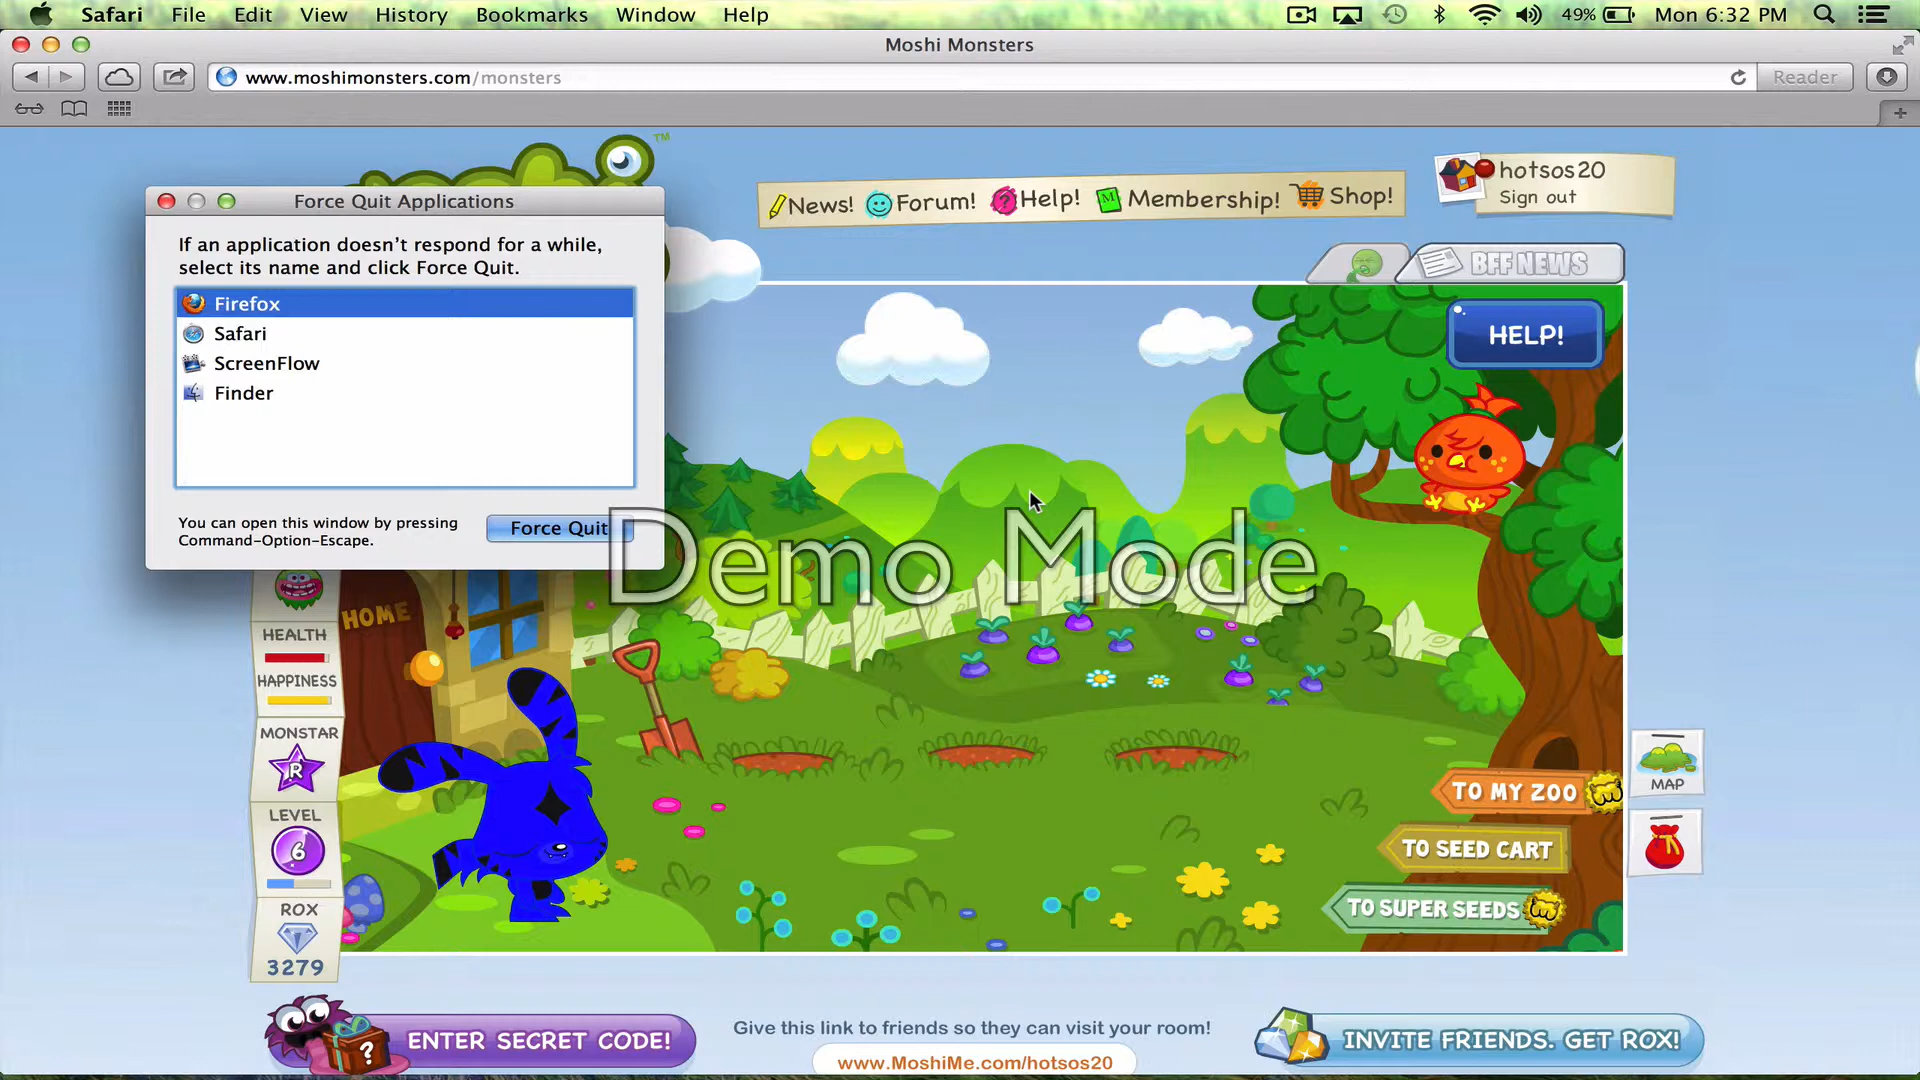 Safari File Edit View History Bookmarks Window Help 49% Mon 6:32 PM
Moshi Monsters
www.moshimonsters.com/monsters
Reader
TM
News! Forum! Help! Membership! Shop!
hotsos20
Sign out
BFF NEWS
Force Quit Applications
If an application doesn't respond for a while,
select its name and click Force Quit.
Firefox
Safari
ScreenFlow
Finder
You can open this window by pressing
Command-Option-Escape.
Force Quit
HELP!
Demo Mode
HOME
HEALTH
HAPPINESS
MONSTAR
R
LEVEL
6
ROX
3279
MAP
TO MY ZOO
TO SEED CART
TO SUPER SEEDS
ENTER SECRET CODE!
Give this link to friends so they can visit your room!
www.MoshiMe.com/hotsos20
INVITE FRIENDS. GET ROX!